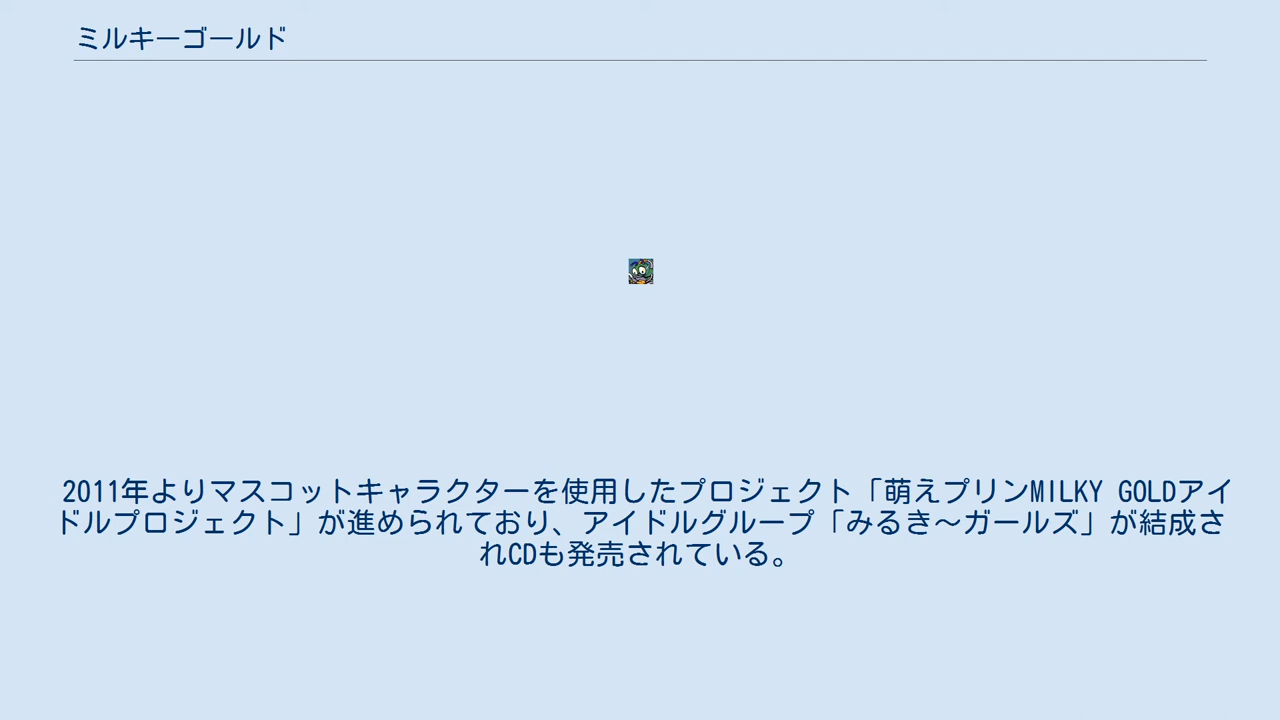 ミルキーゴールド
2011年よりマスコットキャラクターを使用したプロジェクト「萌えプリンMILKY GOLDアイ
ドルプロジェクト」が進められており、アイドルグループ「みるき～ガールズ」が結成さ
れCDも発売されている。